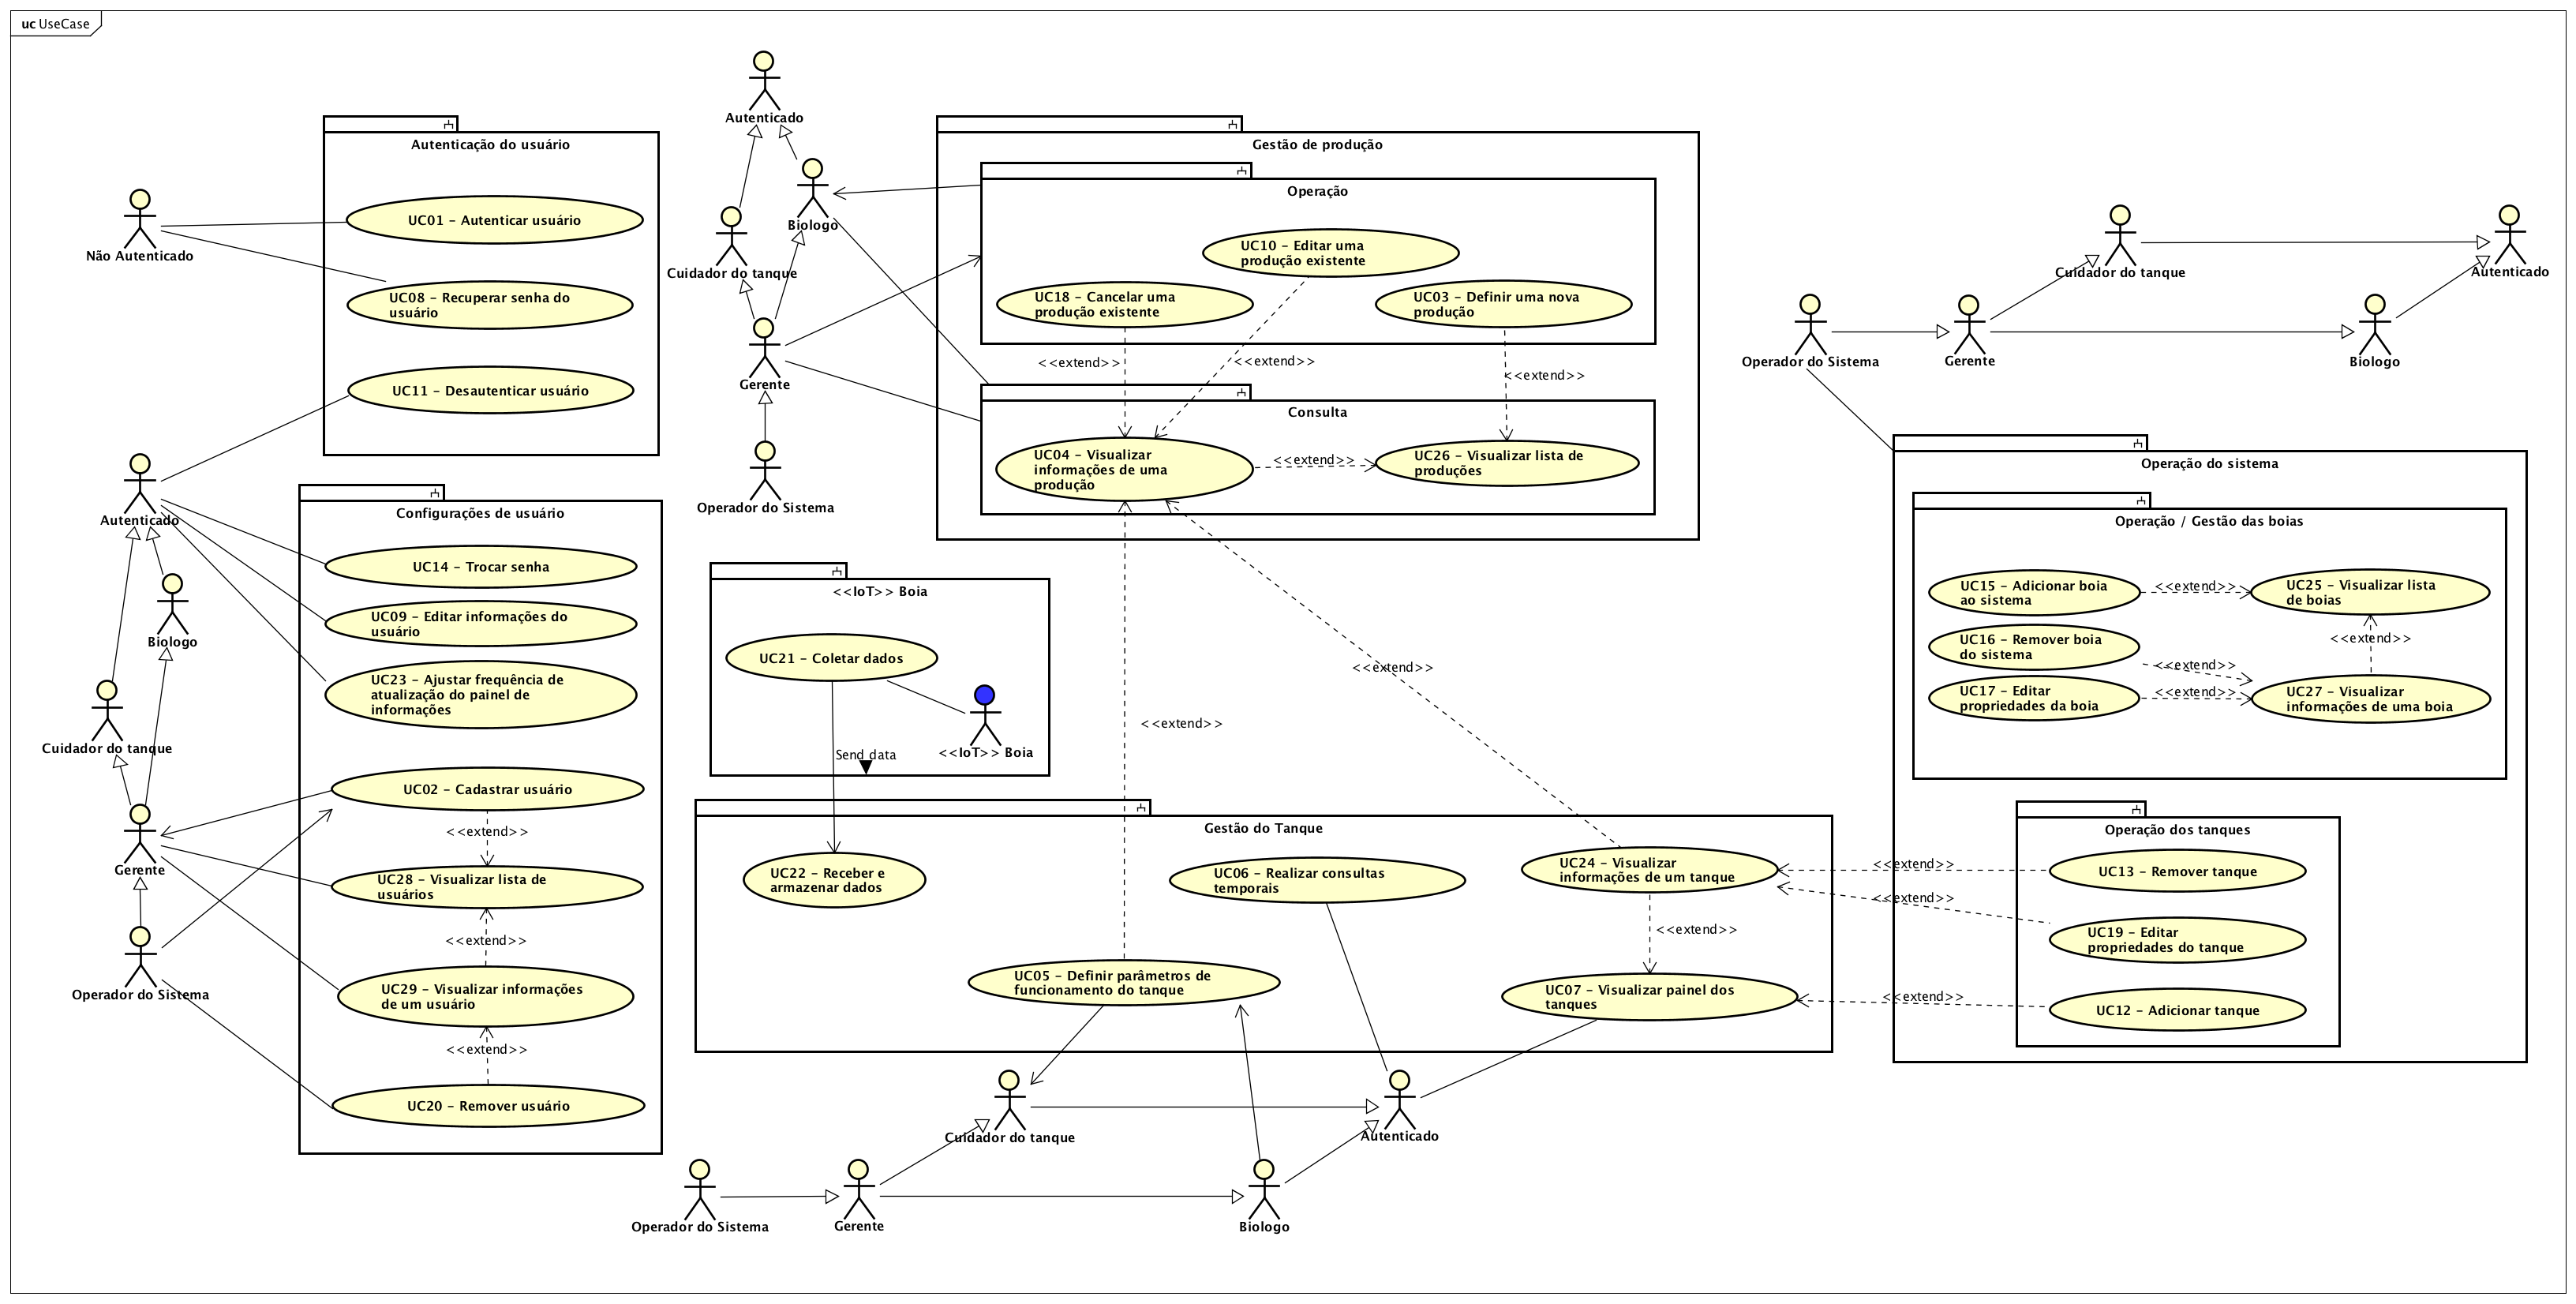 uc UseCase
Autenticado
Autenticação do usuário
Gestão de produção
Operação
Não Autenticado
UC01 – Autenticar usuário
Biologo
Cuidador do tanque
UC10 – Editar uma
produção existente
Cuidador do tanque
Autenticado
UC08 – Recuperar senha do
usuário
UC18 – Cancelar uma
produção existente
UC03 – Definir uma nova
produção
Gerente
Operador do Sistema
Gerente
Biologo
<<extend>>
<<extend>>
<<extend>>
UC11 – Desautenticar usuário
Consulta
UC04 – Visualizar
informações de uma
produção
<<extend>>
UC26 – Visualizar lista de
produções
Operador do Sistema
Autenticado
Configurações de usuário
UC14 – Trocar senha
UC09 – Editar informações do
usuário
UC23 – Ajustar frequência de
atualização do painel de
informações
Biologo
Cuidador do tanque
UC02 – Cadastrar usuário
<<extend>>
Gerente
UC28 – Visualizar lista de
usuários
<<extend>>
Operador do Sistema
UC29 – Visualizar informações
de um usuário
<<extend>>
UC20 – Remover usuário
<<IoT>> Boia
UC21 – Coletar dados
<<IoT>> Boia
Send_data
<<extend>>
<<extend>>
Operação do sistema
Operação / Gestão das boias
UC15 – Adicionar boia
ao sistema
<<extend>>
UC25 – Visualizar lista
de boias
UC16 – Remover boia
do sistema
<<extend>>
<<extend>>
UC17 – Editar
propriedades da boia
<<extend>>
UC27 – Visualizar
informações de uma boia
Gestão do Tanque
UC22 – Receber e
armazenar dados
UC06 – Realizar consultas
temporais
UC24 – Visualizar
informações de um tanque
<<extend>>
UC05 – Definir parâmetros de
funcionamento do tanque
UC07 – Visualizar painel dos
tanques
Operação dos tanques
<<extend>>
UC13 – Remover tanque
<<extend>>
UC19 – Editar
propriedades do tanque
<<extend>>
UC12 – Adicionar tanque
Cuidador do tanque
Autenticado
Operador do Sistema
Gerente
Biologo